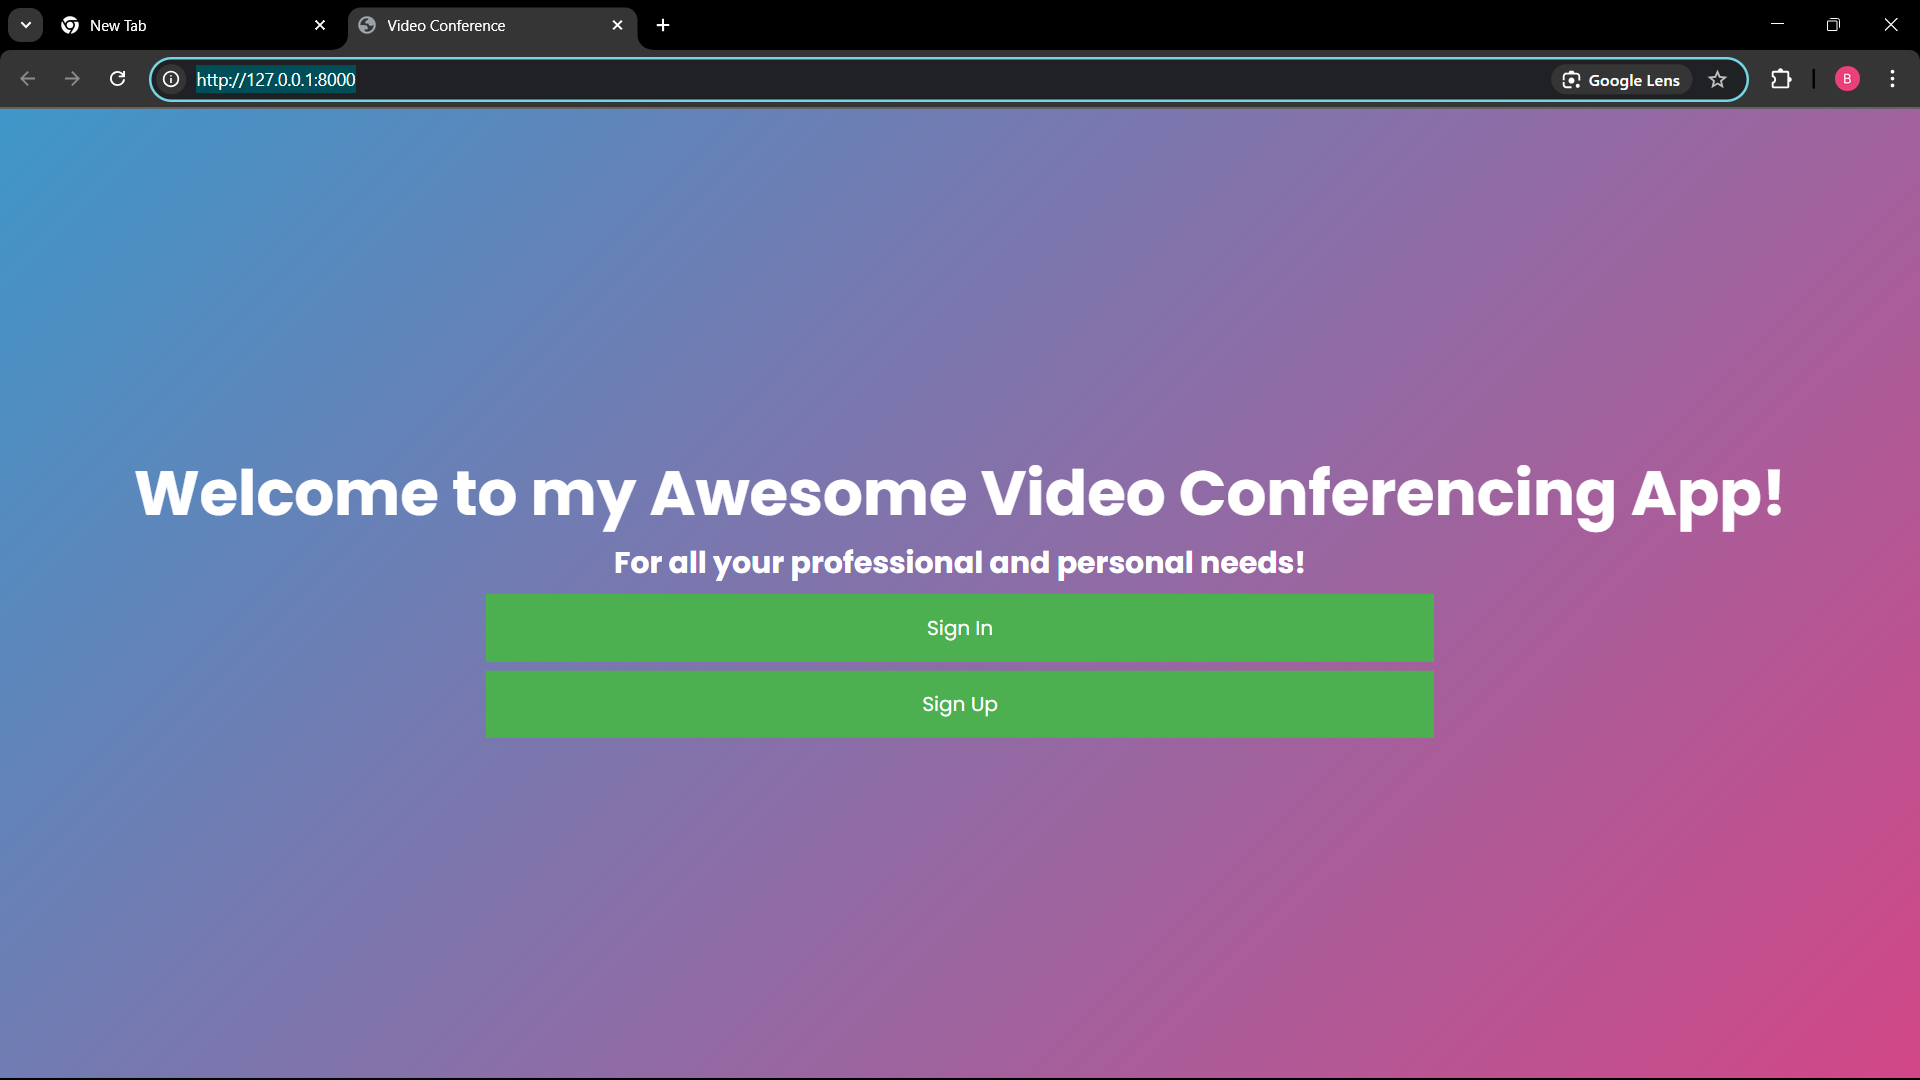 New Tab
Video Conference
http://127.0.0.1:8000
Google Lens
B
Welcome to my Awesome Video Conferencing App!
For all your professional and personal needs!
Sign In
Sign Up